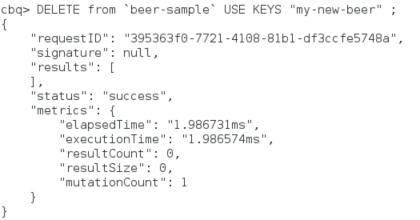 cbq> DELETE from `beer-sample` USE KEYS "my-new-beer" ;
{
    "requestID": "395363f0-7721-4108-81b1-df3ccfe5748a",
    "signature": null,
    "results": [
    ],
    "status": "success",
    "metrics": {
        "elapsedTime": "1.986731ms",
        "executionTime": "1.986574ms",
        "resultCount": 0,
        "resultSize": 0,
        "mutationCount": 1
    }
}